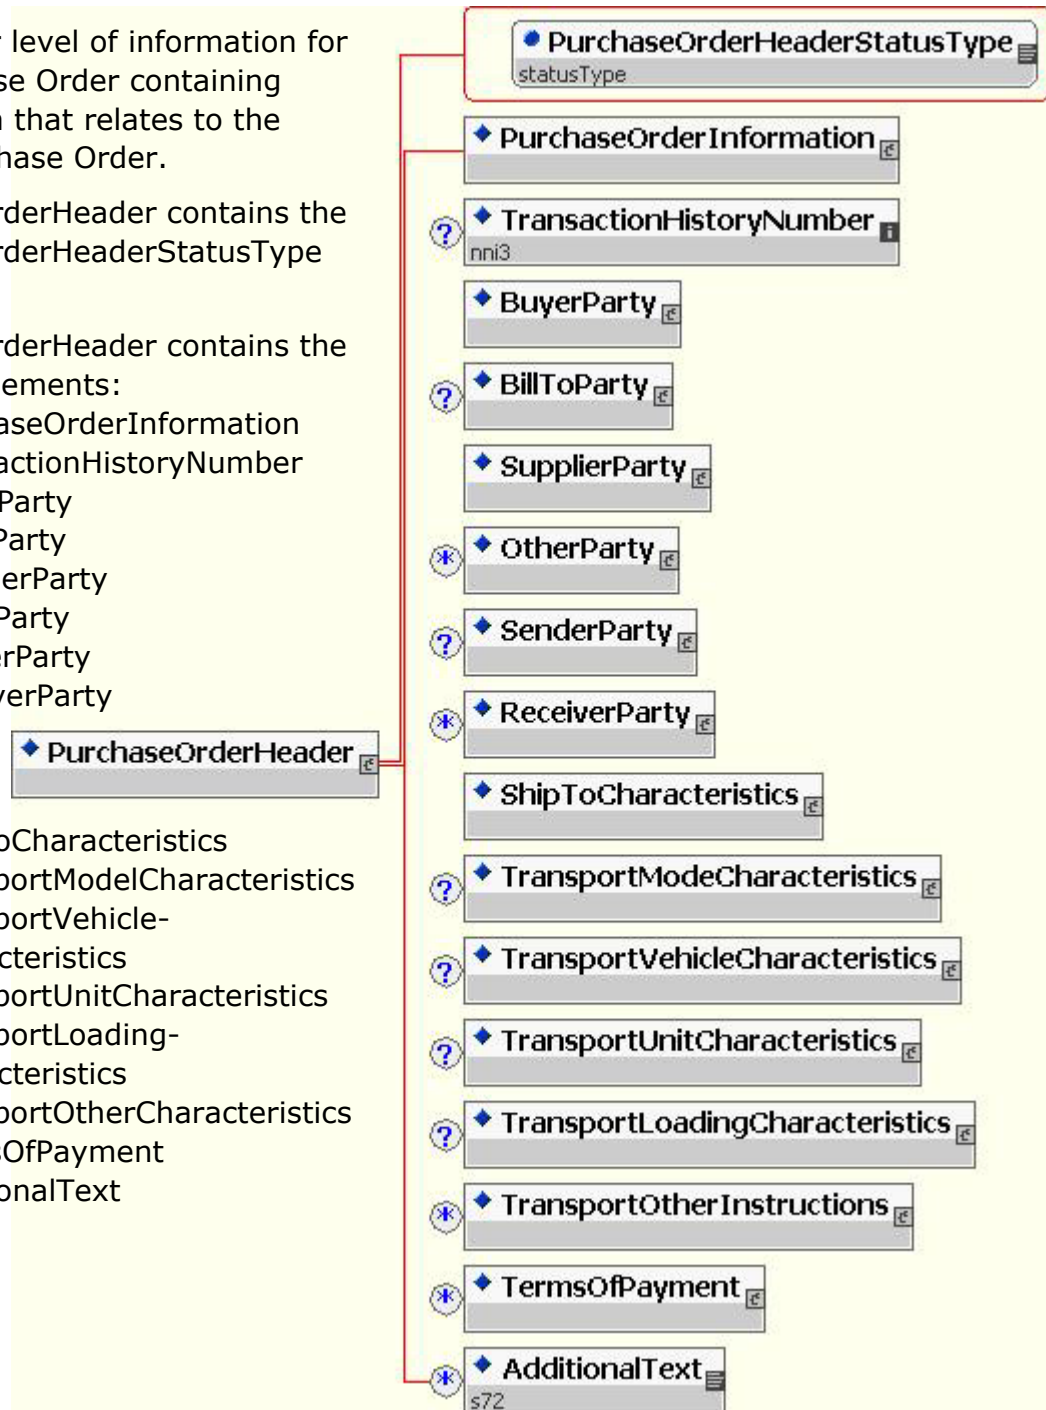 r level of information for
se Order containing
n that relates to the
hase Order.
rderHeader contains the
rderHeaderStatusType
rderHeader contains the
ements:
aseOrderInformation
actionHistoryNumber
Party
Party
erParty
Party
erParty
verParty
PurchaseOrderHeader
oCharacteristics
portModelCharacteristics
portVehicle-
cteristics
portUnitCharacteristics
portLoading-
cteristics
portOtherCharacteristics
sOfPayment
onalText
PurchaseOrderHeaderStatusType
statusType
PurchaseOrderInformation
? TransactionHistoryNumber
nni3
BuyerParty
? BillToParty
SupplierParty
* OtherParty
? SenderParty
* ReceiverParty
ShipToCharacteristics
? TransportModeCharacteristics
? TransportVehicleCharacteristics
? TransportUnitCharacteristics
? TransportLoadingCharacteristics
* TransportOtherInstructions
* TermsOfPayment
* AdditionalText
s72